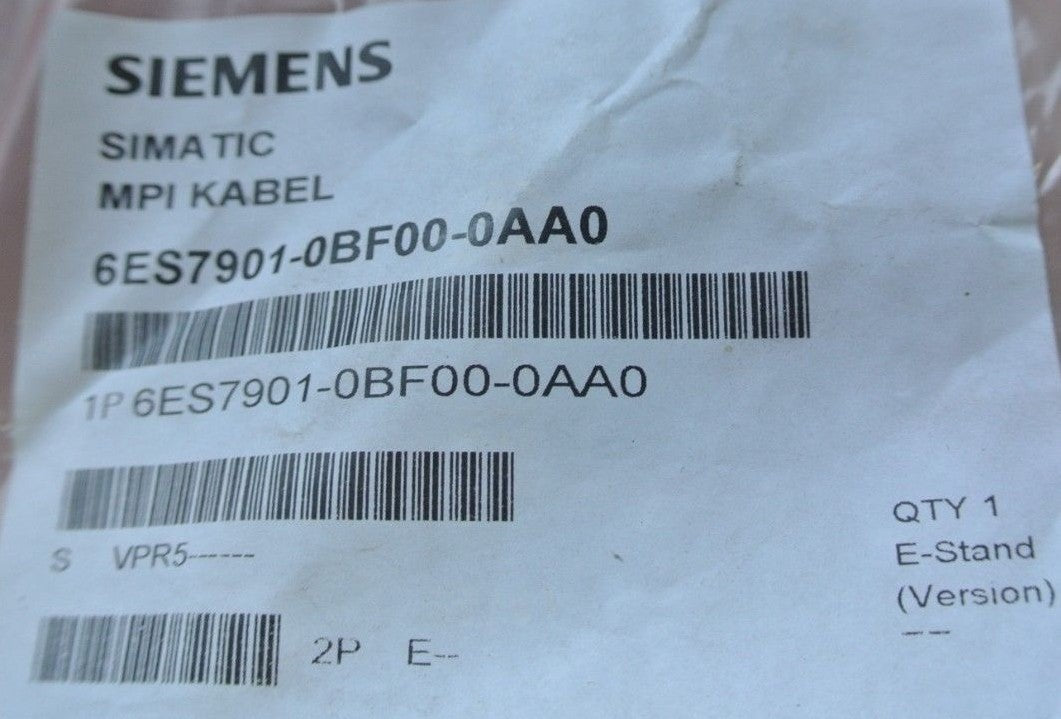 SIEMENS
SIMATIC
MPI KABEL
6ES7901-0BF00-0AA0
1P 6ES7901-0BF00-0AA0
S VPR5------
QTY 1
E-Stand
(Version)
--
2P E--